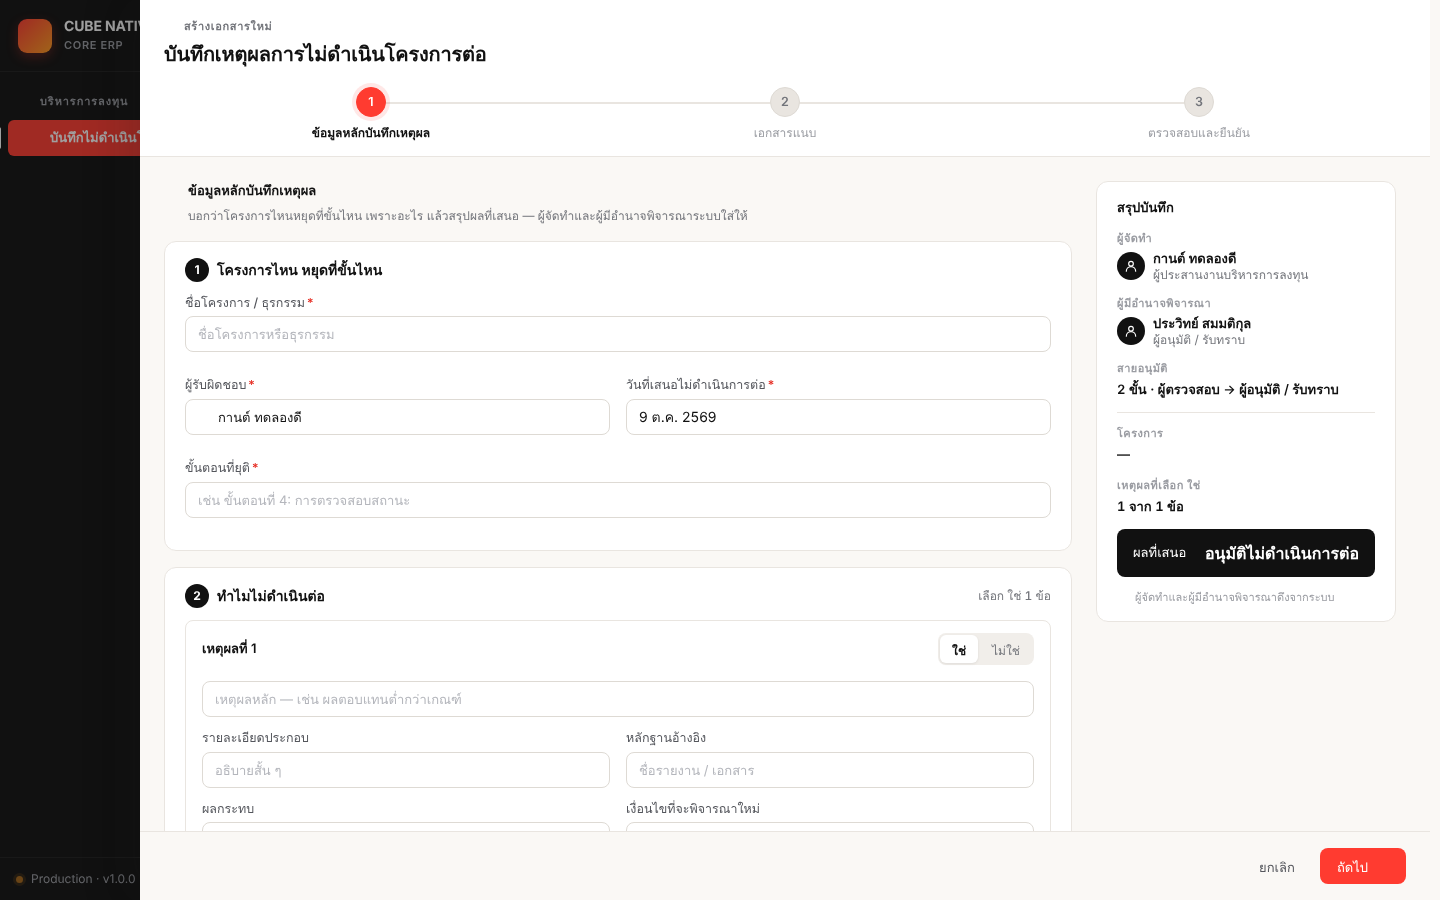 CUBE NATIV
CORE ERP
บริหารการลงทุน
บันทึกไม่ดำเนินโ
Production · v1.0.0
สร้างเอกสารใหม่
บันทึกเหตุผลการไม่ดำเนินโครงการต่อ
1
2
3
ข้อมูลหลักบันทึกเหตุผล
เอกสารแนบ
ตรวจสอบและยืนยัน
ข้อมูลหลักบันทึกเหตุผล
บอกว่าโครงการไหนหยุดที่ขั้นไหน เพราะอะไร แล้วสรุปผลที่เสนอ — ผู้จัดทำและผู้มีอำนาจพิจารณาระบบใส่ให้
1 โครงการไหน หยุดที่ขั้นไหน
ชื่อโครงการ / ธุรกรรม *
ชื่อโครงการหรือธุรกรรม
ผู้รับผิดชอบ *
วันที่เสนอไม่ดำเนินการต่อ *
กานต์ ทดลองดี
9 ต.ค. 2569
ขั้นตอนที่ยุติ *
เช่น ขั้นตอนที่ 4: การตรวจสอบสถานะ
2 ทำไมไม่ดำเนินต่อ
เลือก ใช่ 1 ข้อ
เหตุผลที่ 1
ใช่
ไม่ใช่
เหตุผลหลัก — เช่น ผลตอบแทนต่ำกว่าเกณฑ์
รายละเอียดประกอบ
หลักฐานอ้างอิง
อธิบายสั้น ๆ
ชื่อรายงาน / เอกสาร
ผลกระทบ
เงื่อนไขที่จะพิจารณาใหม่
สรุปบันทึก
ผู้จัดทำ
กานต์ ทดลองดี
ผู้ประสานงานบริหารการลงทุน
ผู้มีอำนาจพิจารณา
ประวิทย์ สมมติกุล
ผู้อนุมัติ / รับทราบ
สายอนุมัติ
2 ขั้น · ผู้ตรวจสอบ → ผู้อนุมัติ / รับทราบ
โครงการ
—
เหตุผลที่เลือก ใช่
1 จาก 1 ข้อ
ผลที่เสนอ อนุมัติไม่ดำเนินการต่อ
ผู้จัดทำและผู้มีอำนาจพิจารณาดึงจากระบบ
ยกเลิก
ถัดไป